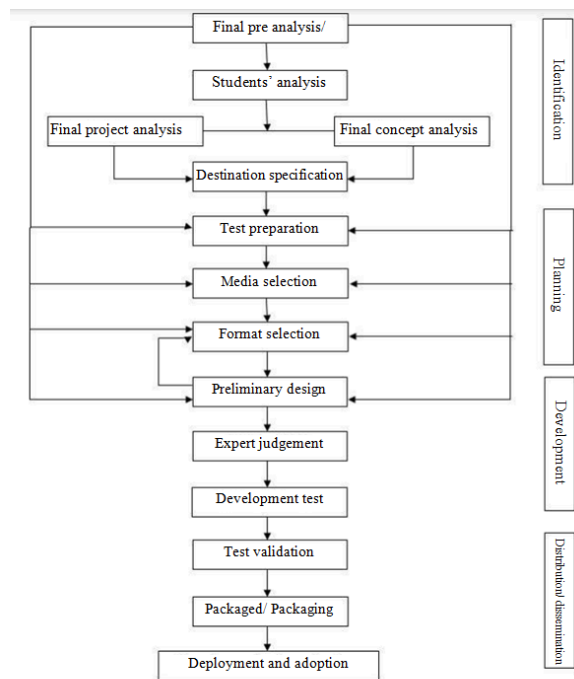 Final pre analysis/
Students’ analysis
Final project analysis
Final concept analysis
Destination specification
Test preparation
Media selection
Format selection
Preliminary design
Expert judgement
Development test
Test validation
Packaged/ Packaging
Deployment and adoption
Identification
Planning
Development
Distribution/ dissemination